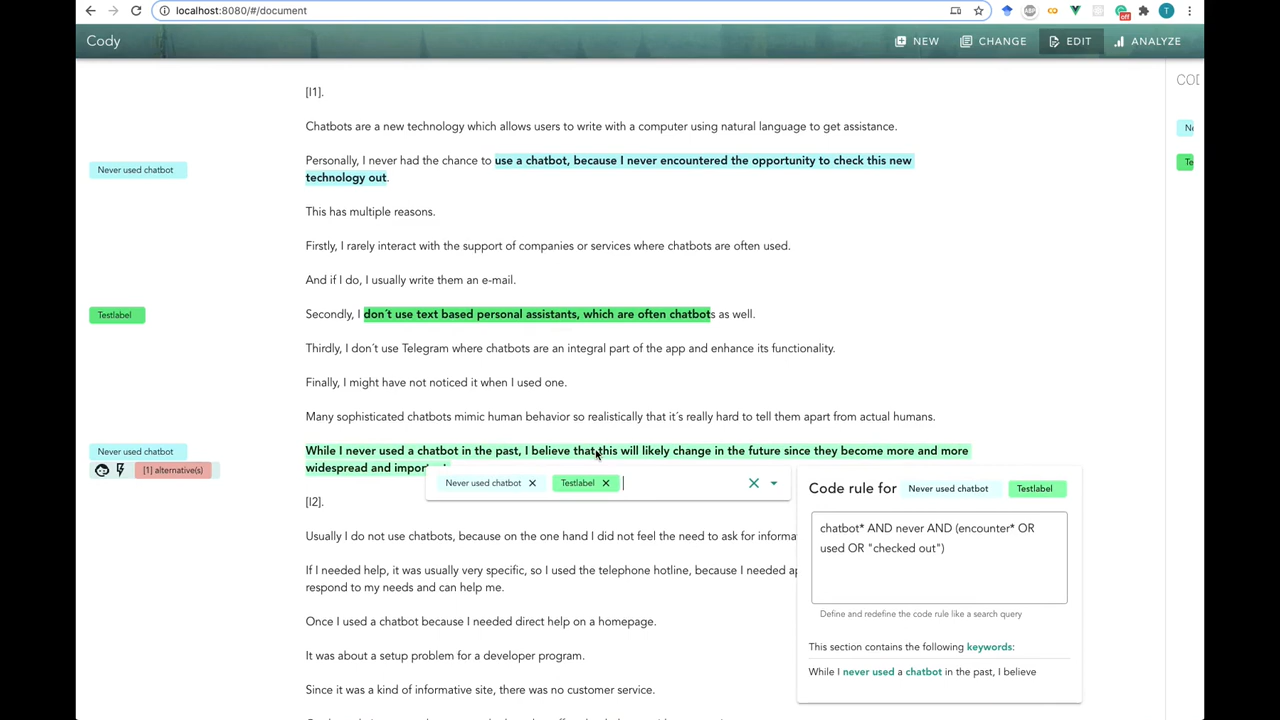 localhost:8080/#/document
ABP
off
T
Cody
NEW
CHANGE
EDIT
ANALYZE
[I1].
Chatbots are a new technology which allows users to write with a computer using natural language to get assistance.
Never used chatbot
Personally, I never had the chance to use a chatbot, because I never encountered the opportunity to check this new
technology out.
This has multiple reasons.
Firstly, I rarely interact with the support of companies or services where chatbots are often used.
And if I do, I usually write them an e-mail.
Testlabel
Secondly, I don´t use text based personal assistants, which are often chatbots as well.
Thirdly, I don´t use Telegram where chatbots are an integral part of the app and enhance its functionality.
Finally, I might have not noticed it when I used one.
Many sophisticated chatbots mimic human behavior so realistically that it´s really hard to tell them apart from actual humans.
Never used chatbot
[1] alternative(s)
While I never used a chatbot in the past, I believe that this will likely change in the future since they become more and more
widespread and impor
Never used chatbot
Testlabel
[I2].
Usually I do not use chatbots, because on the one hand I did not feel the need to ask for informa
If I needed help, it was usually very specific, so I used the telephone hotline, because I needed ap
respond to my needs and can help me.
Once I used a chatbot because I needed direct help on a homepage.
It was about a setup problem for a developer program.
Since it was a kind of informative site, there was no customer service.
COD
Ne
Te
Code rule for Never used chatbot Testlabel
chatbot* AND never AND (encounter* OR
used OR "checked out")
Define and redefine the code rule like a search query
This section contains the following keywords:
While I never used a chatbot in the past, I believe